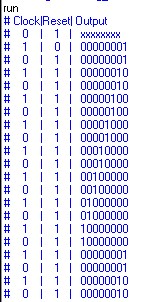 run
# Clock|Reset| Output
#   0   |   1   | xxxxxxxx
#   1   |   0   | 00000001
#   0   |   1   | 00000001
#   1   |   1   | 00000010
#   0   |   1   | 00000010
#   1   |   1   | 00000100
#   0   |   1   | 00000100
#   1   |   1   | 00001000
#   0   |   1   | 00001000
#   1   |   1   | 00010000
#   0   |   1   | 00010000
#   1   |   1   | 00100000
#   0   |   1   | 00100000
#   1   |   1   | 01000000
#   0   |   1   | 01000000
#   1   |   1   | 10000000
#   0   |   1   | 10000000
#   1   |   1   | 00000001
#   0   |   1   | 00000001
#   1   |   1   | 00000010
#   0   |   1   | 00000010